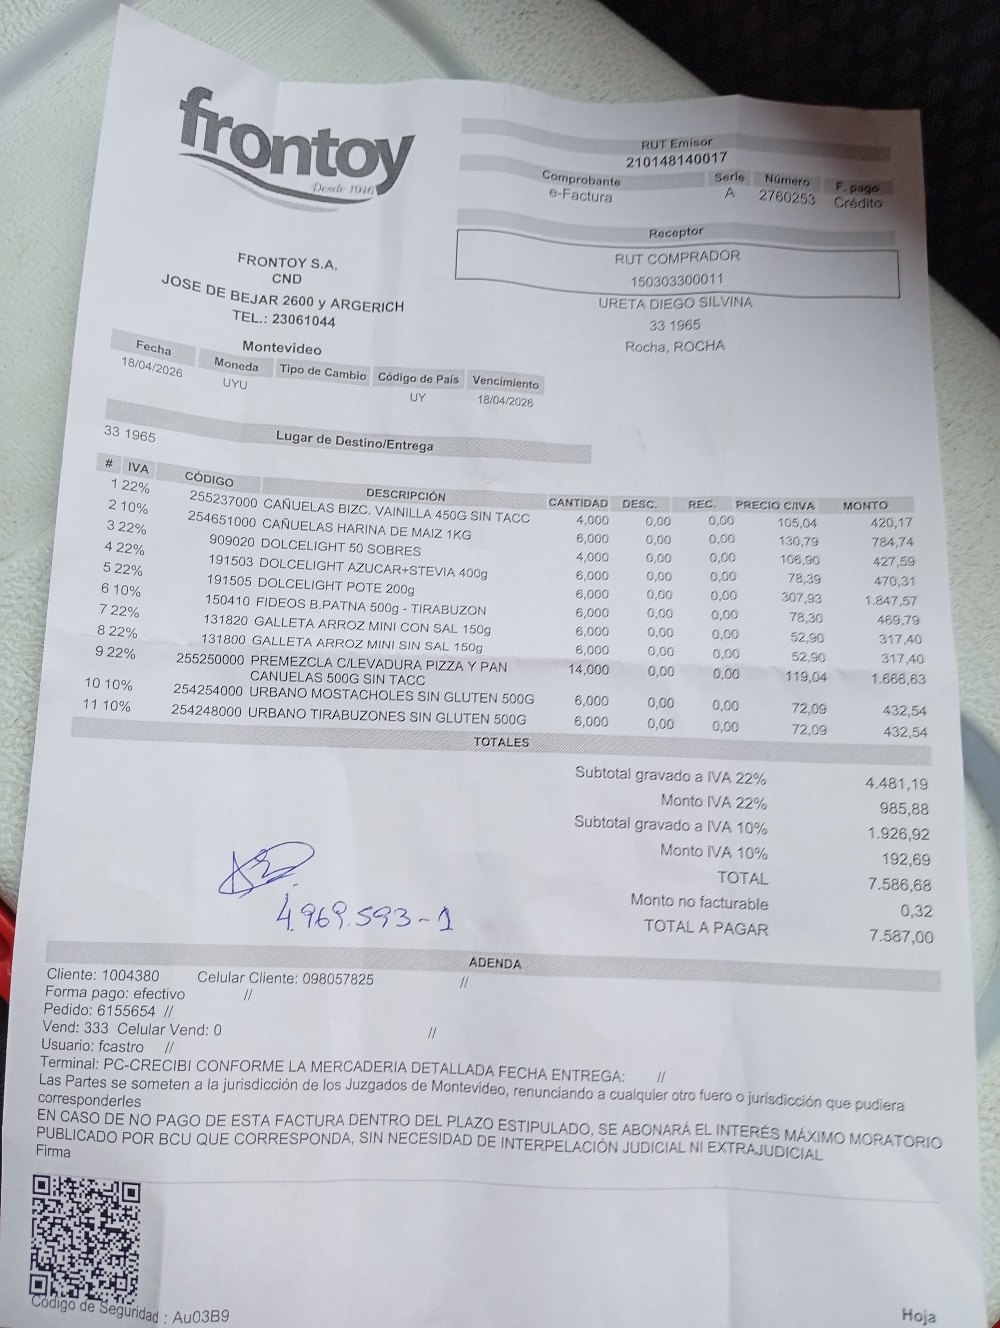 frontoy
Desde 1946
RUT Emisor
210148140017
Comprobante Serie Número F. pago
e-Factura A 2760253 Crédito
Receptor
RUT COMPRADOR
150303300011
URETA DIEGO SILVINA
33 1965
Rocha, ROCHA
FRONTOY S.A,
CND
JOSE DE BEJAR 2600 y ARGERICH
TEL.: 23061044
Montevideo
Fecha Moneda Tipo de Cambio Código de País Vencimiento
18/04/2026 UYU UY 18/04/2026
Lugar de Destino/Entrega
33 1965
# IVA CÓDIGO DESCRIPCIÓN CANTIDAD DESC. REC. PRECIO C/IVA MONTO
1 22% 255237000 CAÑUELAS BIZC. VAINILLA 450G SIN TACC 4,000 0,00 0,00 105,04 420,17
2 10% 254651000 CAÑUELAS HARINA DE MAIZ 1KG 6,000 0,00 0,00 130,79 784,74
3 22% 909020 DOLCELIGHT 50 SOBRES 4,000 0,00 0,00 106,90 427,59
4 22% 191503 DOLCELIGHT AZUCAR+STEVIA 400g 6,000 0,00 0,00 78,39 470,31
5 22% 191505 DOLCELIGHT POTE 200g 6,000 0,00 0,00 307,93 1.847,57
6 10% 150410 FIDEOS B.PATNA 500g - TIRABUZON 6,000 0,00 0,00 78,30 469,79
7 22% 131820 GALLETA ARROZ MINI CON SAL 150g 6,000 0,00 0,00 52,90 317,40
8 22% 131800 GALLETA ARROZ MINI SIN SAL 150g 6,000 0,00 0,00 52,90 317,40
9 22% 255250000 PREMEZCLA C/LEVADURA PIZZA Y PAN 14,000 0,00 0,00 119,04 1.666,63
CANUELAS 500G SIN TACC
10 10% 254254000 URBANO MOSTACHOLES SIN GLUTEN 500G 6,000 0,00 0,00 72,09 432,54
11 10% 254248000 URBANO TIRABUZONES SIN GLUTEN 500G 6,000 0,00 0,00 72,09 432,54
TOTALES
Subtotal gravado a IVA 22% 4.481,19
Monto IVA 22% 985,88
Subtotal gravado a IVA 10% 1.926,92
Monto IVA 10% 192,69
TOTAL 7.586,68
Monto no facturable 0,32
TOTAL A PAGAR 7.587,00
4.969.593-1
ADENDA
Cliente: 1004380 Celular Cliente: 098057825 //
Forma pago: efectivo //
Pedido: 6155654 //
Vend: 333 Celular Vend: 0 //
Usuario: fcastro //
Terminal: PC-CRECIBI CONFORME LA MERCADERIA DETALLADA FECHA ENTREGA: //
Las Partes se someten a la jurisdicción de los Juzgados de Montevideo, renunciando a cualquier otro fuero o jurisdicción que pudiera
corresponderles
EN CASO DE NO PAGO DE ESTA FACTURA DENTRO DEL PLAZO ESTIPULADO, SE ABONARÁ EL INTERÉS MÁXIMO MORATORIO
PUBLICADO POR BCU QUE CORRESPONDA, SIN NECESIDAD DE INTERPELACIÓN JUDICIAL NI EXTRAJUDICIAL
Firma
Código de Seguridad : Au03B9
Hoja